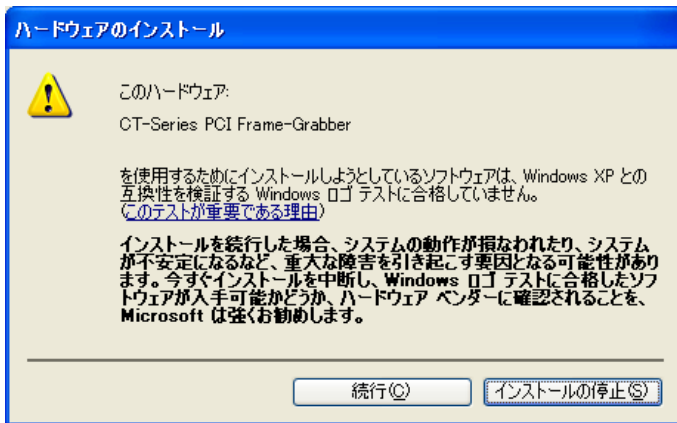 ハードウェアのインストール
このハードウェア:
CT-Series PCI Frame-Grabber
を使用するためにインストールしようとしているソフトウェアは、Windows XP との
互換性を検証する Windows ロゴ テストに合格していません。
(このテストが重要である理由)
インストールを続行した場合、システムの動作が損なわれたり、システム
が不安定になるなど、重大な障害を引き起こす要因となる可能性があり
ます。今すぐインストールを中断し、Windows ロゴ テストに合格したソフ
トウェアが入手可能かどうか、ハードウェア ベンダーに確認されることを、
Microsoft は強くお勧めします。
続行(C)
インストールの停止(S)